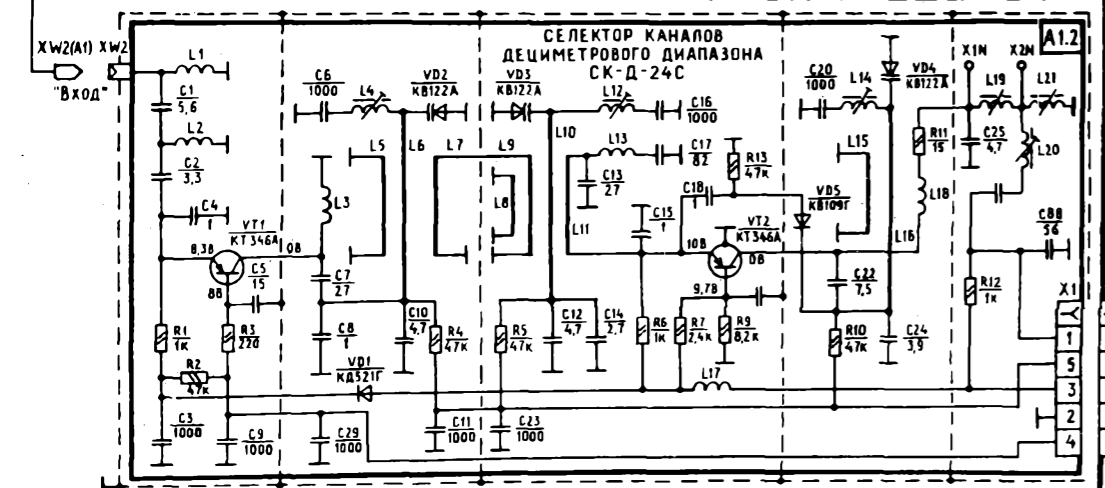 СЕЛЕКТОР КАНАЛОВ
ДЕЦИМЕТРОВОГО ДИАПАЗОНА
СК-Д-24С
А1.2
XW2(A1) XW2
"ВХОД"
L1
C1
5,6
L2
C2
3,3
C4
1
VT1
КТ346А
8,3В
0В
8В
C5
15
R1
1к
R3
220
R2
47к
C3
1000
C9
1000
C6
1000
L4
VD2
КВ122А
L3
L5
L6
L7
C7
27
C8
1
C10
4,7
R4
47к
VD1
КД521Г
C29
1000
C11
1000
VD3
КВ122А
L9
L8
L10
L12
C16
1000
L13
C17
82
C13
27
L11
C15
1
C18
1
R13
47к
VT2
КТ346А
10В
0В
9,7В
R5
47к
C12
4,7
C14
2,7
R6
1к
R7
2,4к
R9
8,2к
L17
C23
1000
C20
1000
L14
VD4
КВ122А
VD5
КВ109Г
L15
L16
C22
7,5
R10
47к
C24
3,9
R11
15
L18
X1N
X2N
L19
L21
C25
4,7
L20
C88
56
R12
1к
X1
1
5
3
2
4